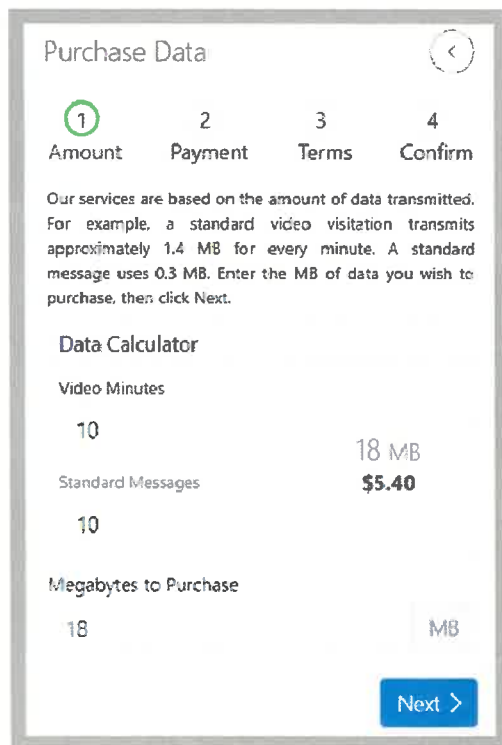 Purchase Data
1 2 3 4
Amount Payment Terms Confirm
Our services are based on the amount of data transmitted.
For example, a standard video visitation transmits
approximately 1.4 MB for every minute. A standard
message uses 0.3 MB. Enter the MB of data you wish to
purchase, then click Next.
Data Calculator
Video Minutes
10
18 MB
Standard Messages
$5.40
10
Megabytes to Purchase
18 MB
Next >